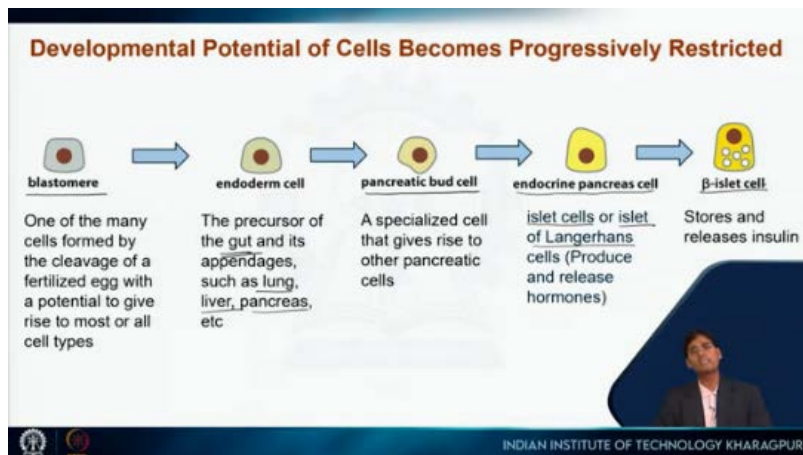 Developmental Potential of Cells Becomes Progressively Restricted
blastomere
One of the many
cells formed by
the cleavage of a
fertilized egg with
a potential to give
rise to most or all
cell types
endoderm cell
The precursor of
the gut and its
appendages,
such as lung,
liver, pancreas,
etc
pancreatic bud cell
A specialized cell
that gives rise to
other pancreatic
cells
endocrine pancreas cell
islet cells or islet
of Langerhans
cells (Produce
and release
hormones)
β-islet cell
Stores and
releases insulin
INDIAN INSTITUTE OF TECHNOLOGY KHARAGPUR